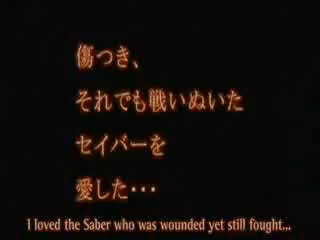 傷つき、
それでも戦いぬいた
セイバーを
愛した・・・
I loved the Saber who was wounded yet still fought...